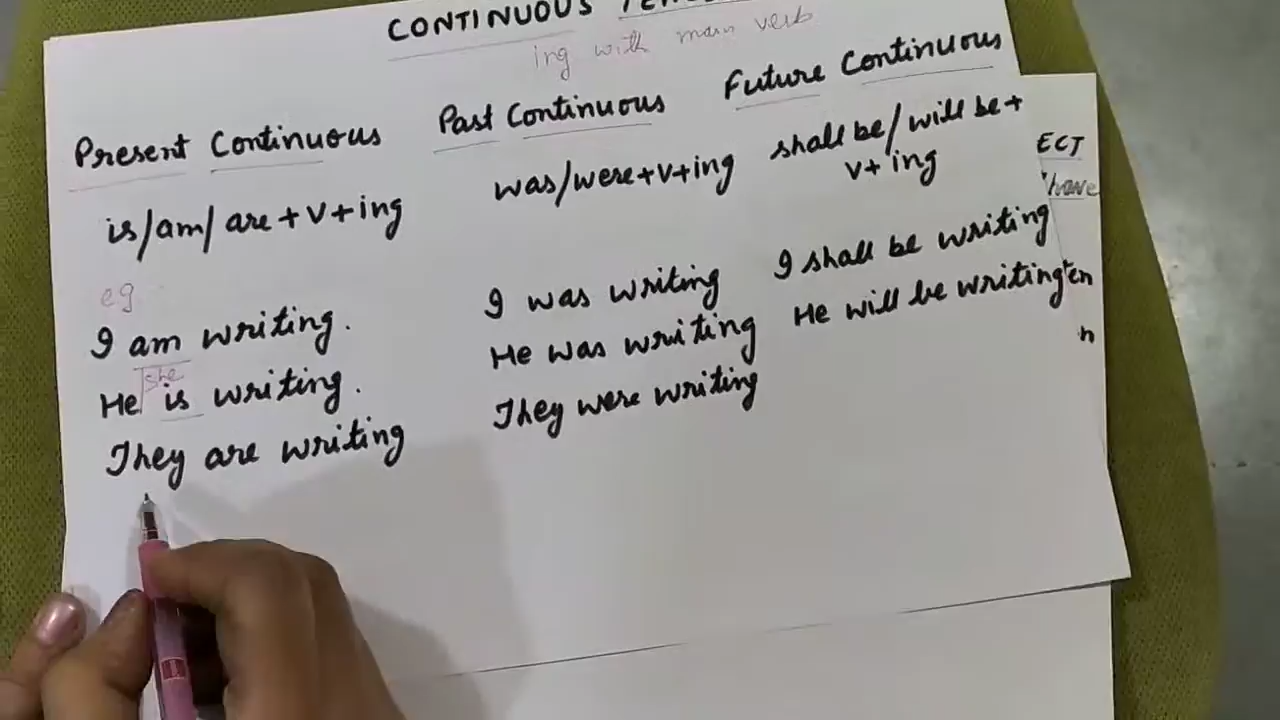 CONTINUOUS
ing with main verb
Present Continuous
is/am/are + v + ing
eg
I am writing.
she
He is writing.
They are writing
Past Continuous
was/were+v+ing
I was writing
He was writing
They were writing
Future Continuous
shall be/will be +
v+ ing
I shall be writing
He will be writing
ECT
have
en
n